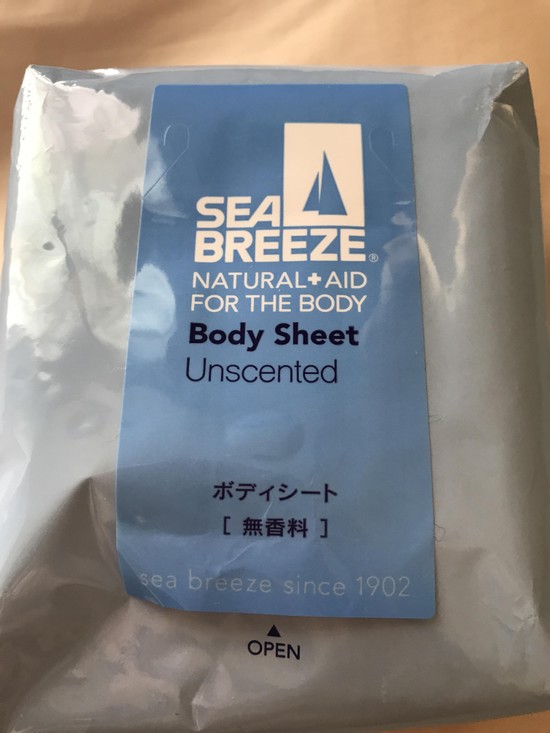 SEA
BREEZE®
NATURAL+AID
FOR THE BODY
Body Sheet
Unscented
ボディシート
[ 無香料 ]
sea breeze since 1902
▲
OPEN